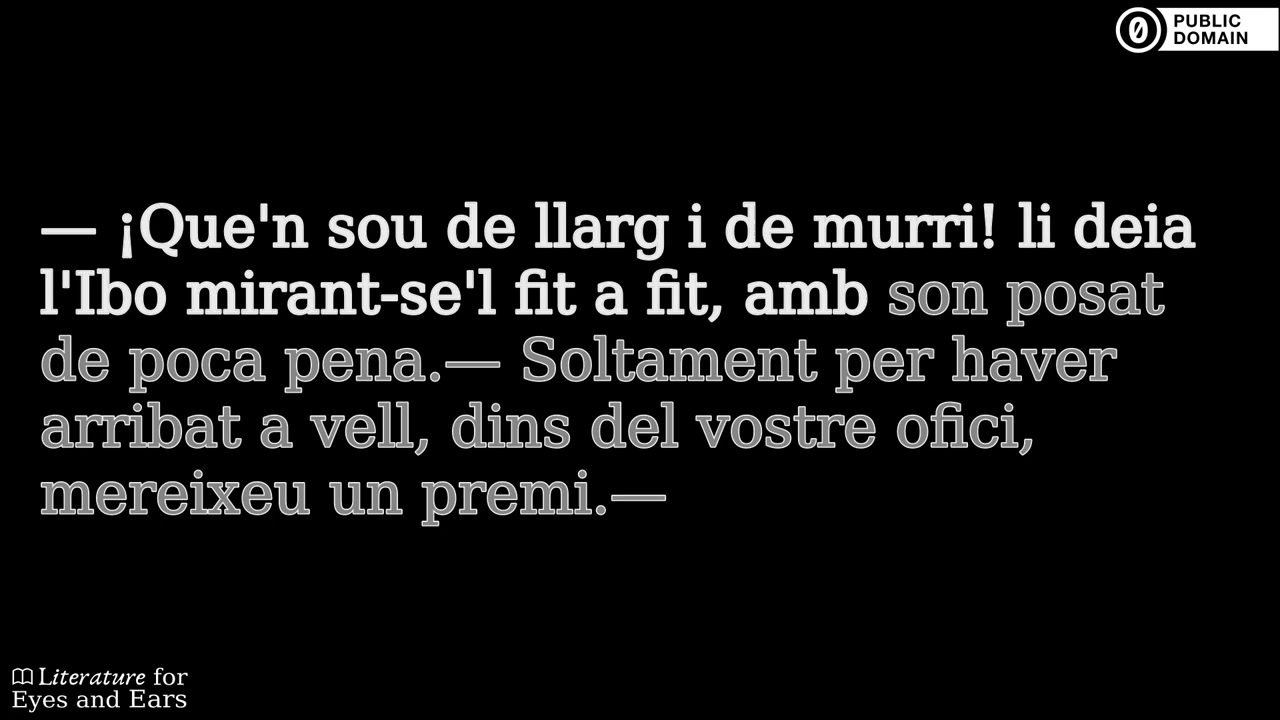 PUBLIC
DOMAIN
— ¡Que'n sou de llarg i de murri! li deia
l'Ibo mirant-se'l fit a fit, amb son posat
de poca pena.— Soltament per haver
arribat a vell, dins del vostre ofici,
mereixeu un premi.—
Literature for
Eyes and Ears